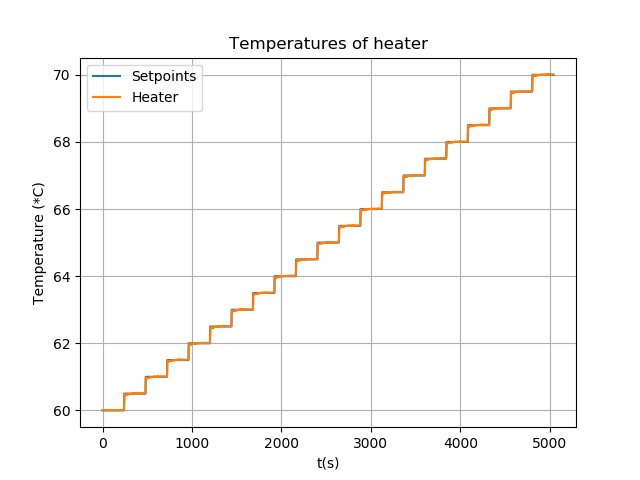 Temperatures of heater
Setpoints
Heater
70
68
66
64
62
60
Temperature (*C)
0 1000 2000 3000 4000 5000
t(s)